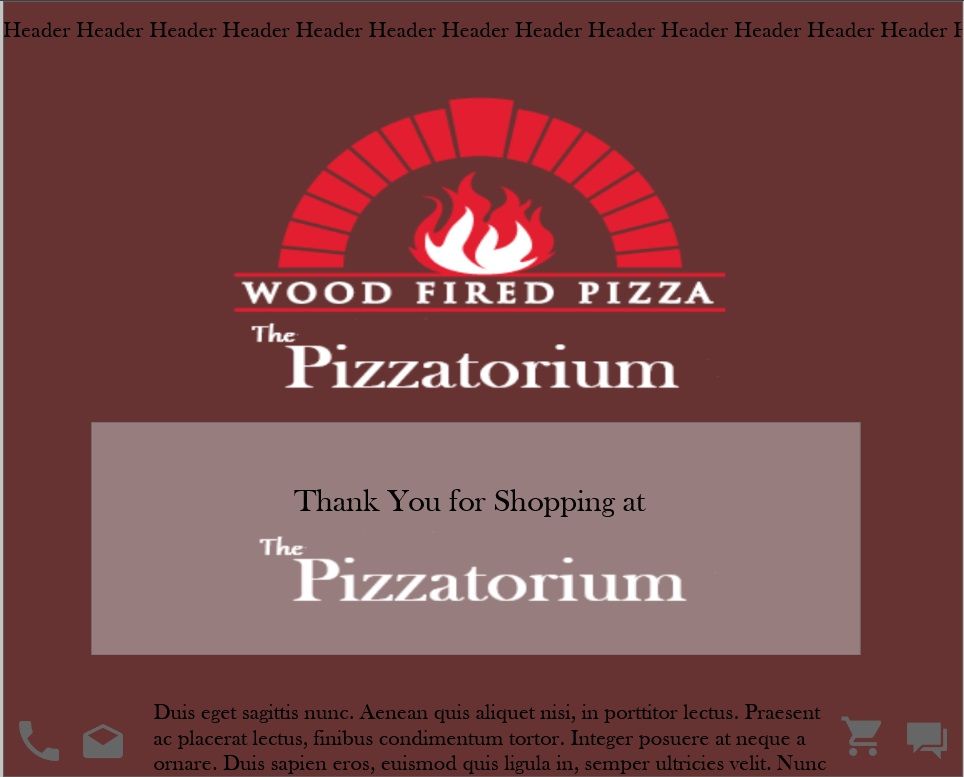 Header Header Header Header Header Header Header Header Header Header Header Header Header
WOOD FIRED PIZZA
The
Pizzatorium
Thank You for Shopping at
The
Pizzatorium
Duis eget sagittis nunc. Aenean quis aliquet nisi, in porttitor lectus. Praesent
ac placerat lectus, finibus condimentum tortor. Integer posuere at neque a
ornare. Duis sapien eros, euismod quis ligula in, semper ultricies velit. Nunc